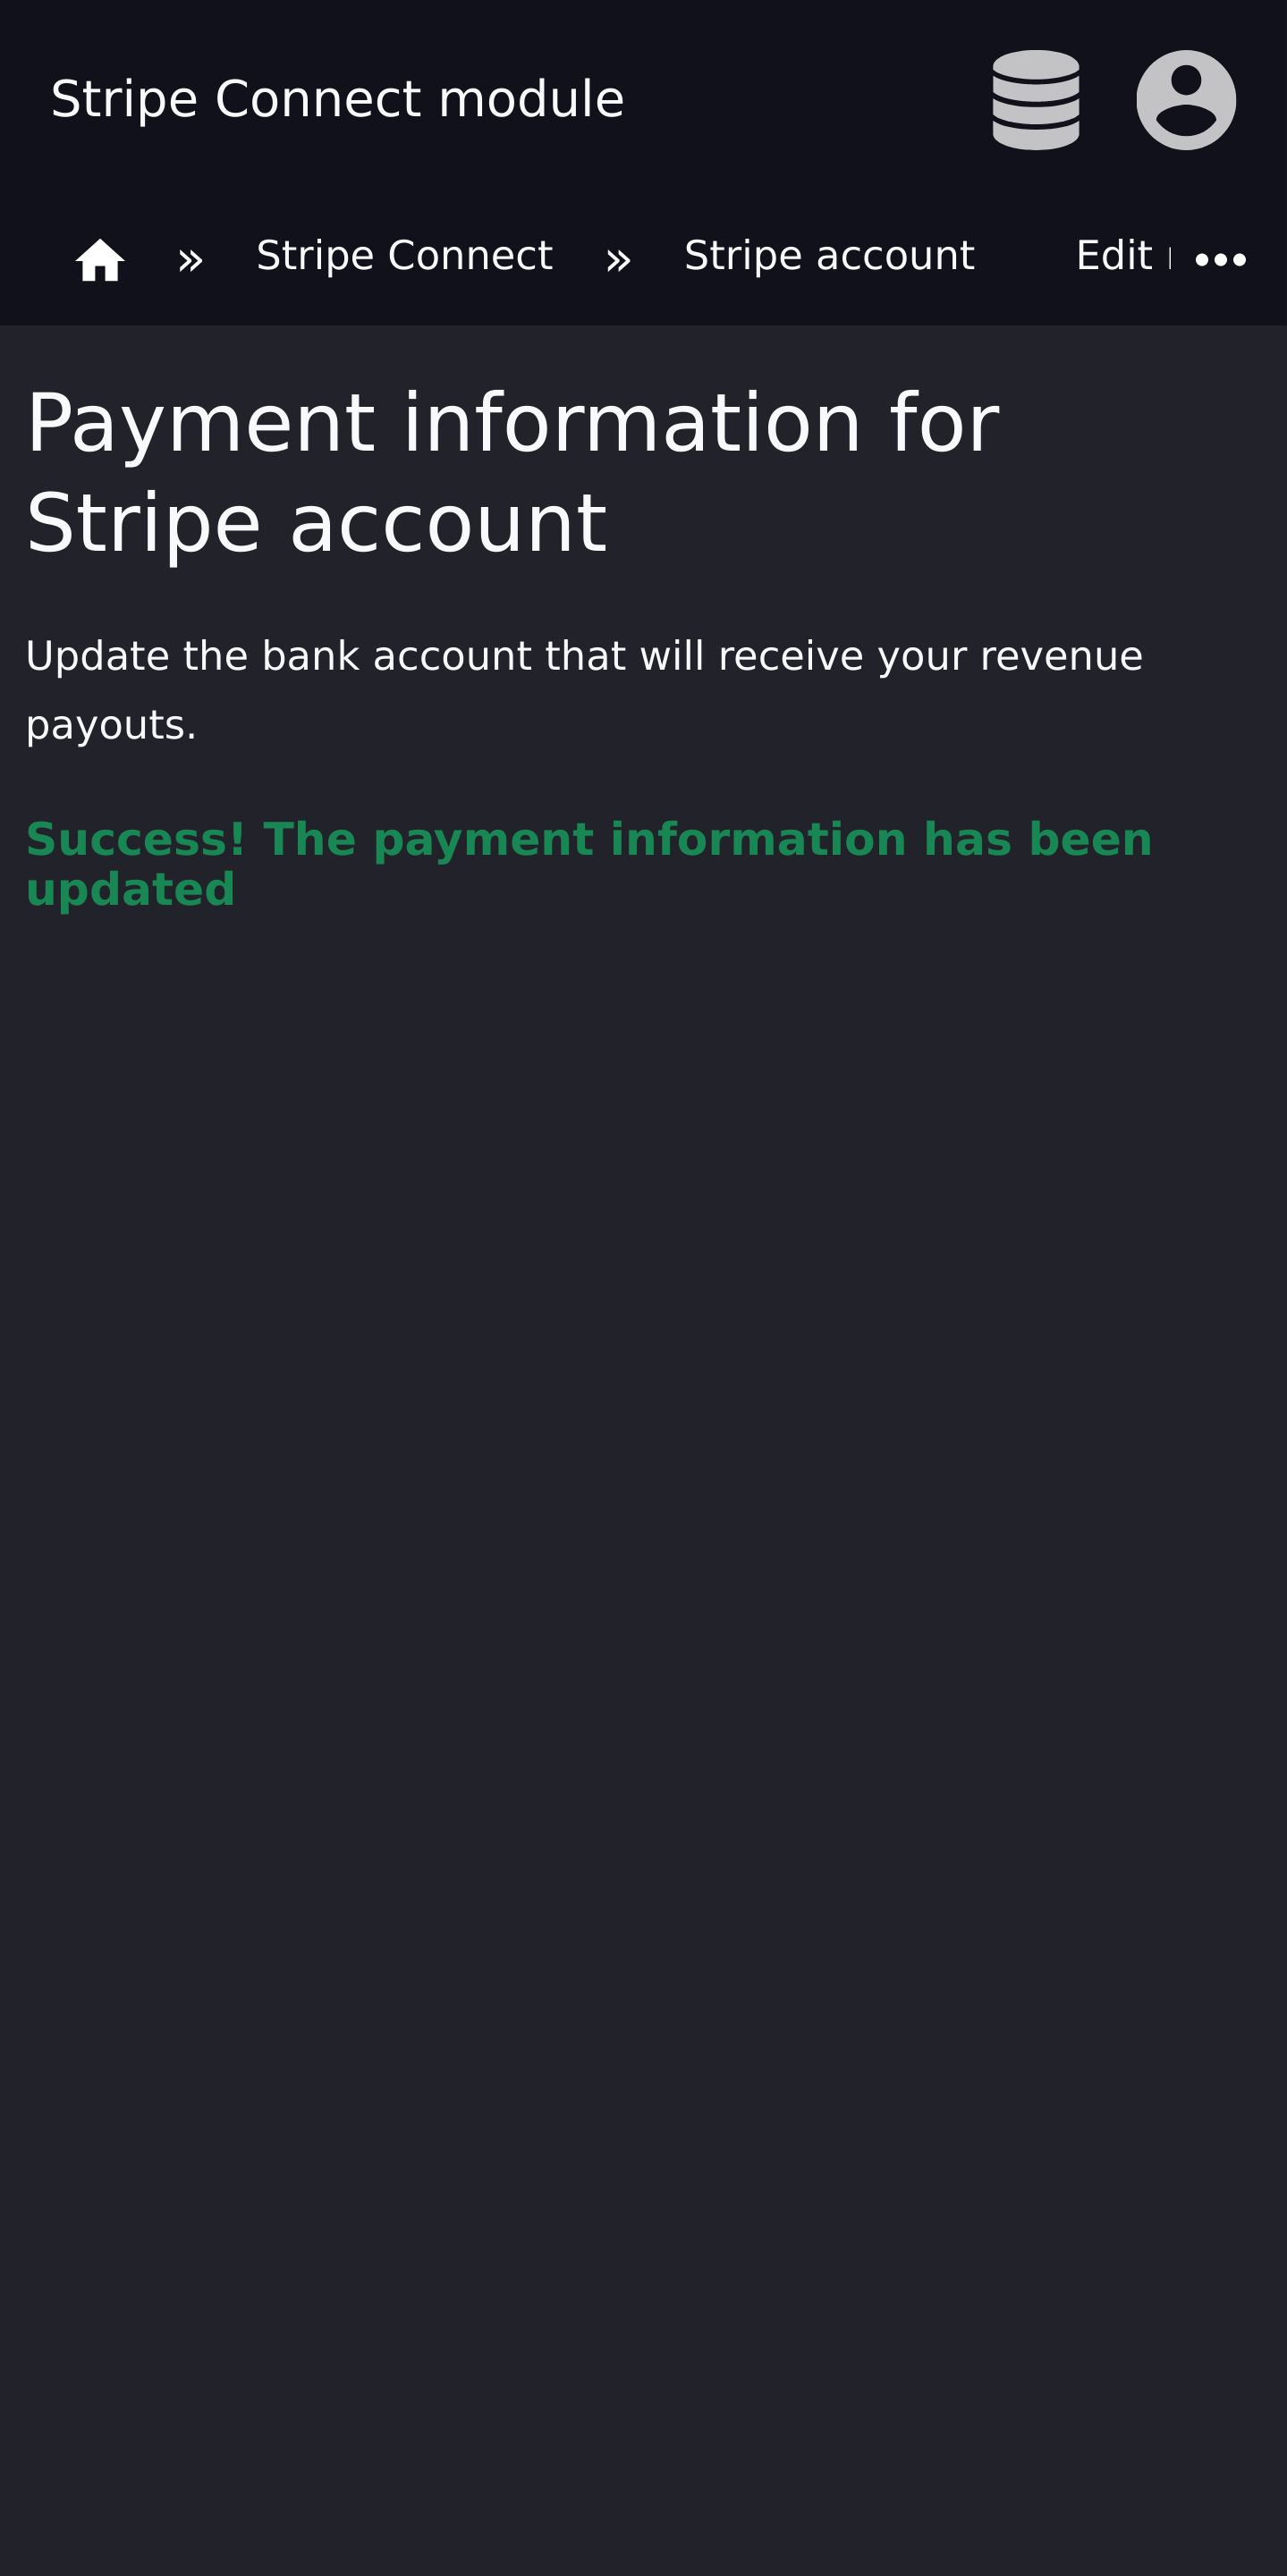 Stripe Connect module
» Stripe Connect » Stripe account Edit
Payment information for
Stripe account
Update the bank account that will receive your revenue
payouts.
Success! The payment information has been
updated